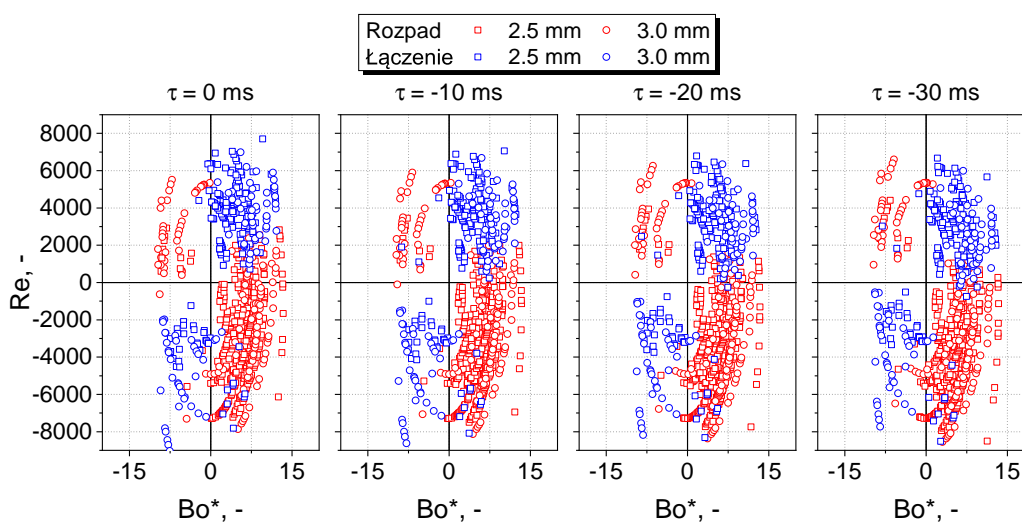 Rozpad 2.5 mm 3.0 mm
Łączenie 2.5 mm 3.0 mm
τ = 0 ms τ = -10 ms τ = -20 ms τ = -30 ms
8000
6000
4000
2000
0
-2000
-4000
-6000
-8000
Re, -
-15 0 15 -15 0 15 -15 0 15 -15 0 15
Bo*, - Bo*, - Bo*, - Bo*, -